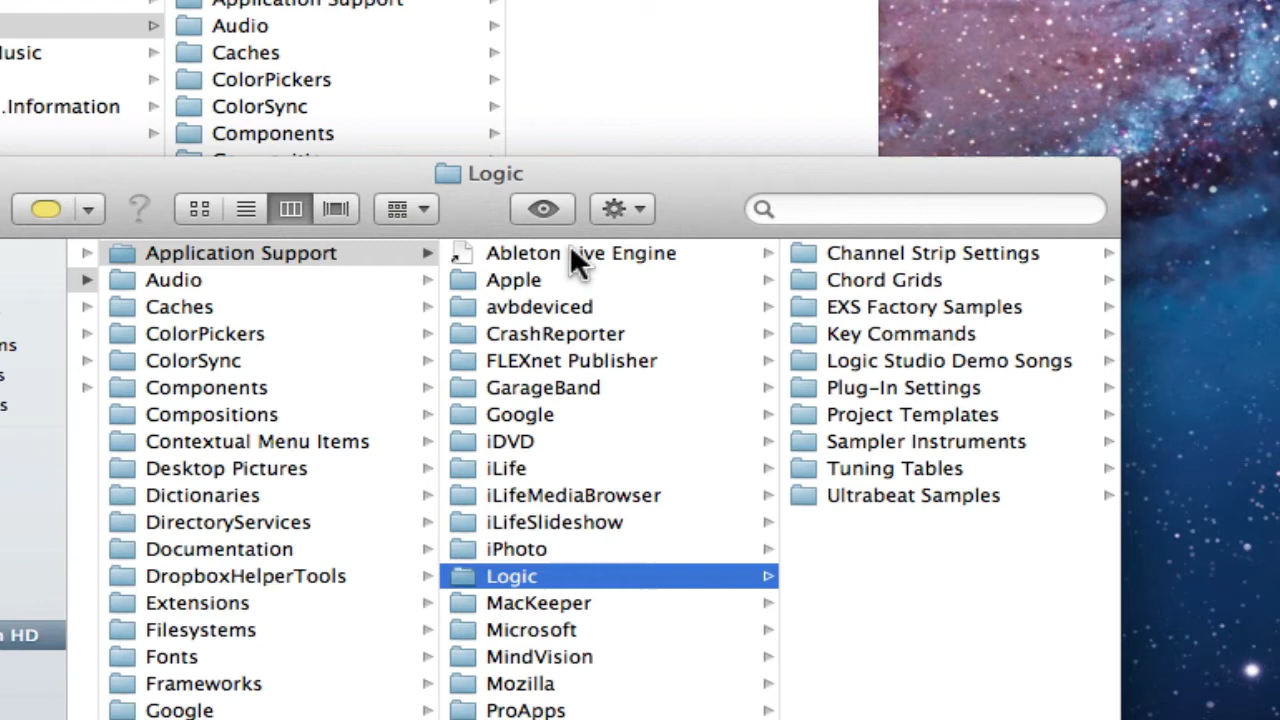 Application Support
Audio
Caches
ColorPickers
ColorSync
Components
.Information
Logic
?
Application Support
Audio
Caches
ColorPickers
ColorSync
Components
Compositions
Contextual Menu Items
Desktop Pictures
Dictionaries
DirectoryServices
Documentation
DropboxHelperTools
Extensions
Filesystems
Fonts
Frameworks
Google
Ableton Live Engine
Apple
avbdeviced
CrashReporter
FLEXnet Publisher
GarageBand
Google
iDVD
iLife
iLifeMediaBrowser
iLifeSlideshow
iPhoto
Logic
MacKeeper
Microsoft
MindVision
Mozilla
ProApps
Channel Strip Settings
Chord Grids
EXS Factory Samples
Key Commands
Logic Studio Demo Songs
Plug-In Settings
Project Templates
Sampler Instruments
Tuning Tables
Ultrabeat Samples
HD